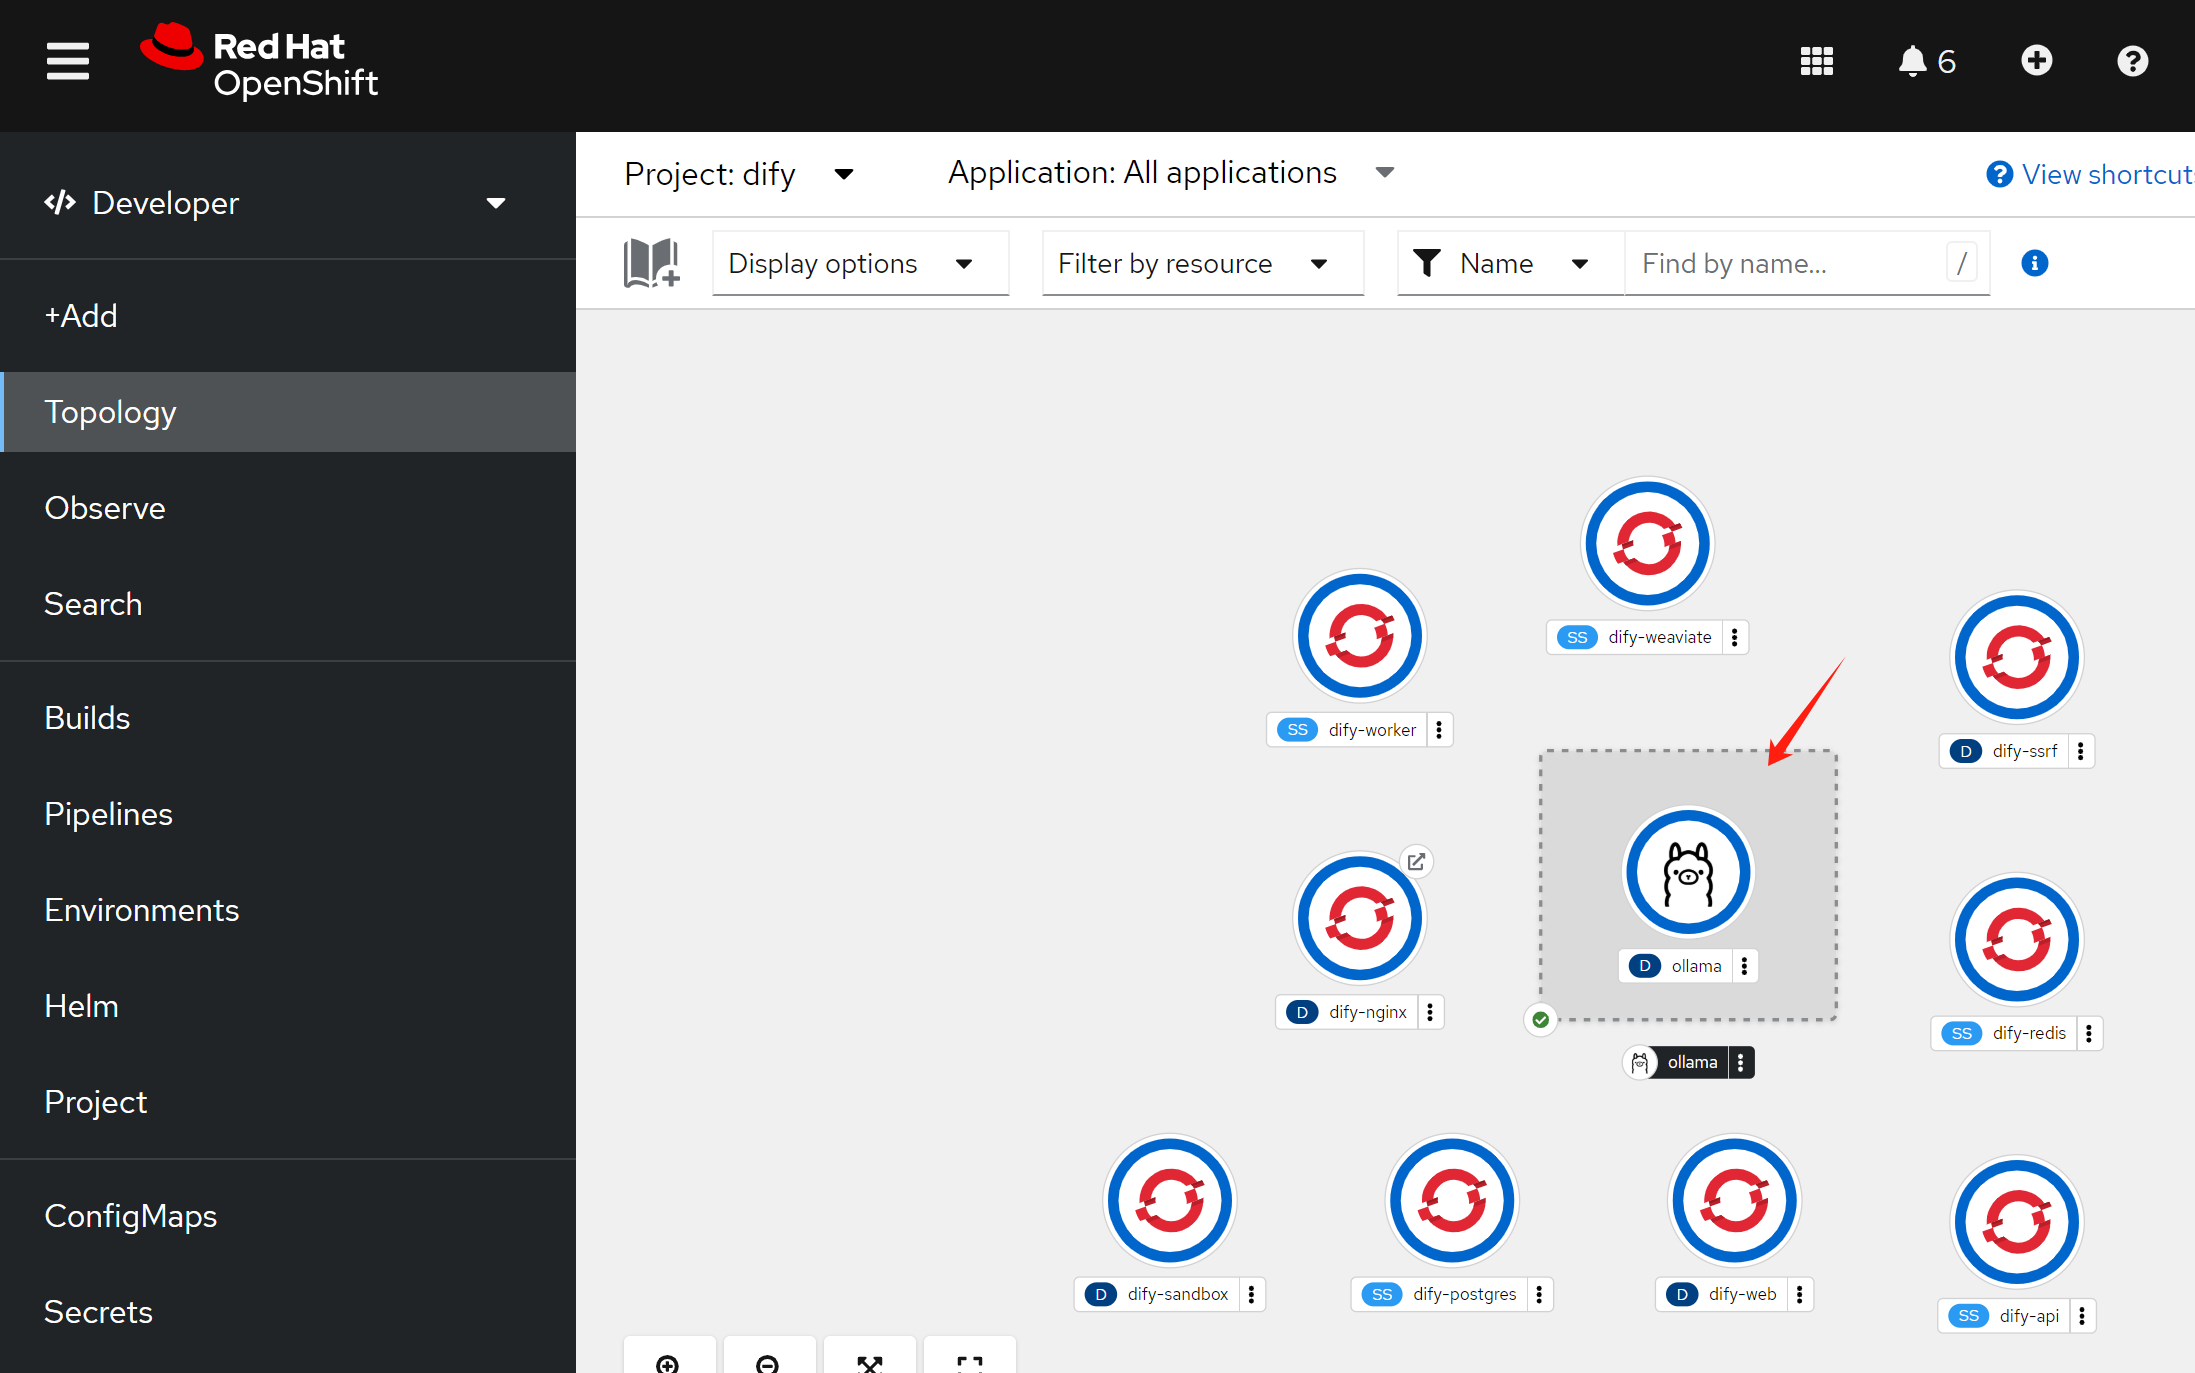 Red Hat
OpenShift
6
Developer
+Add
Topology
Observe
Search
Builds
Pipelines
Environments
Helm
Project
ConfigMaps
Secrets
Project: dify
Application: All applications
View shortcuts
Display options
Filter by resource
Name
Find by name...
/
SS dify-weaviate
SS dify-worker
D dify-ssrf
D ollama
D dify-nginx
SS dify-redis
ollama
D dify-sandbox
SS dify-postgres
D dify-web
SS dify-api